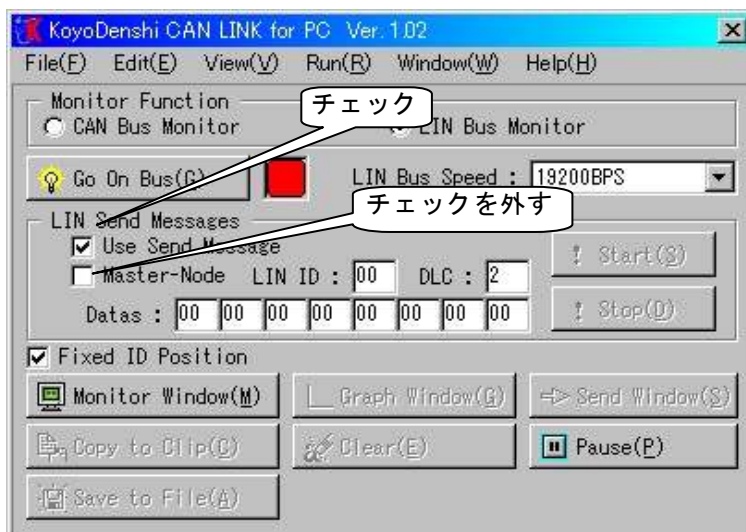 KoyoDenshi CAN LINK for PC Ver. 1.02
File(F) Edit(E) View(V) Run(R) Window(W) Help(H)
Monitor Function
チェック
CAN Bus Monitor LIN Bus Monitor
Go On Bus(G) LIN Bus Speed : 19200BPS
チェックを外す
LIN Send Messages
Use Send Message
! Start(S)
Master-Node LIN ID : 00 DLC : 2
Datas : 00 00 00 00 00 00 00 00
! Stop(D)
Fixed ID Position
Monitor Window(M) Graph Window(G) Send Window(S)
Copy to Clip(C) Clear(E) Pause(P)
Save to File(A)